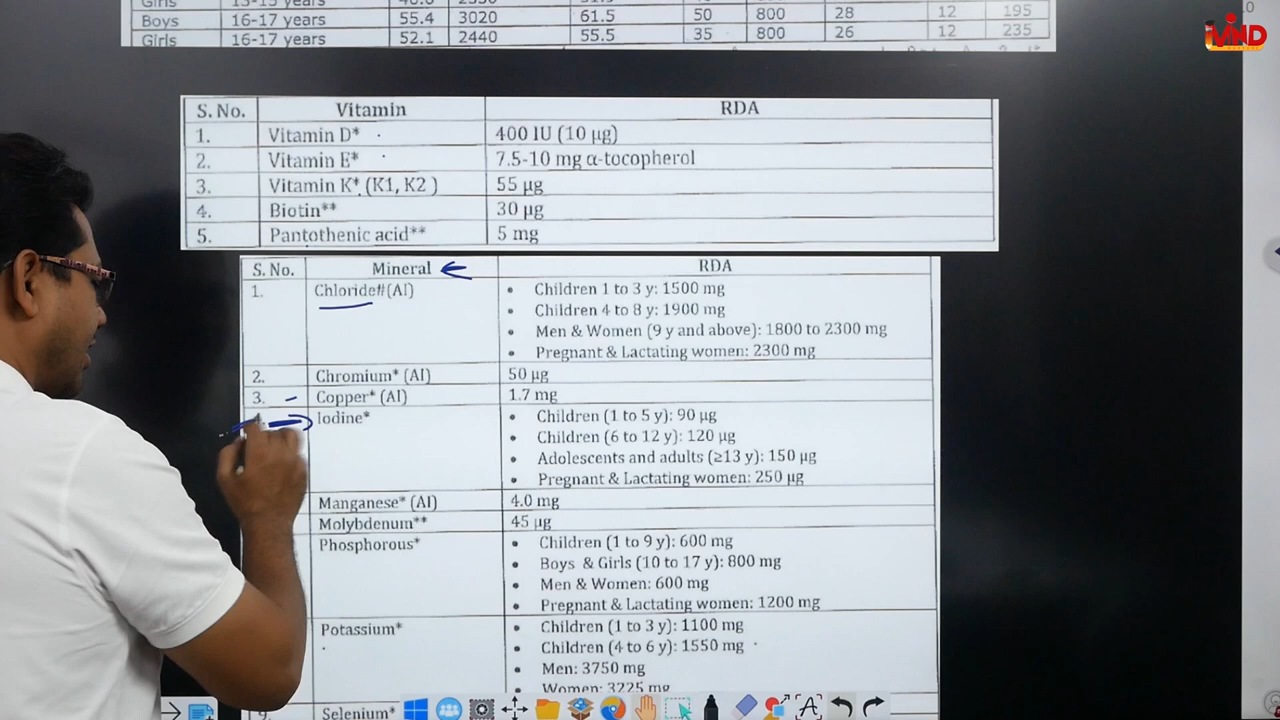 Girls 13-15 years
Boys 16-17 years 55.4 3020 61.5 50 800 28 12 195
Girls 16-17 years 52.1 2440 55.5 35 800 26 12 235
iMIND
S. No. Vitamin RDA
1. Vitamin D* 400 IU (10 µg)
2. Vitamin E* 7.5-10 mg α-tocopherol
3. Vitamin K* (K1, K2 ) 55 µg
4. Biotin** 30 µg
5. Pantothenic acid** 5 mg
S. No. Mineral RDA
1. Chloride#(AI) • Children 1 to 3 y: 1500 mg
• Children 4 to 8 y: 1900 mg
• Men & Women (9 y and above): 1800 to 2300 mg
• Pregnant & Lactating women: 2300 mg
2. Chromium* (AI) 50 µg
3. Copper* (AI) 1.7 mg
Iodine* • Children (1 to 5 y): 90 µg
• Children (6 to 12 y): 120 µg
• Adolescents and adults (≥13 y): 150 µg
• Pregnant & Lactating women: 250 µg
Manganese* (AI) 4.0 mg
Molybdenum** 45 µg
Phosphorous* • Children (1 to 9 y): 600 mg
• Boys & Girls (10 to 17 y): 800 mg
• Men & Women: 600 mg
• Pregnant & Lactating women: 1200 mg
Potassium* • Children (1 to 3 y): 1100 mg
• Children (4 to 6 y): 1550 mg
• Men: 3750 mg
• Women: 3225 mg
9. Selenium*